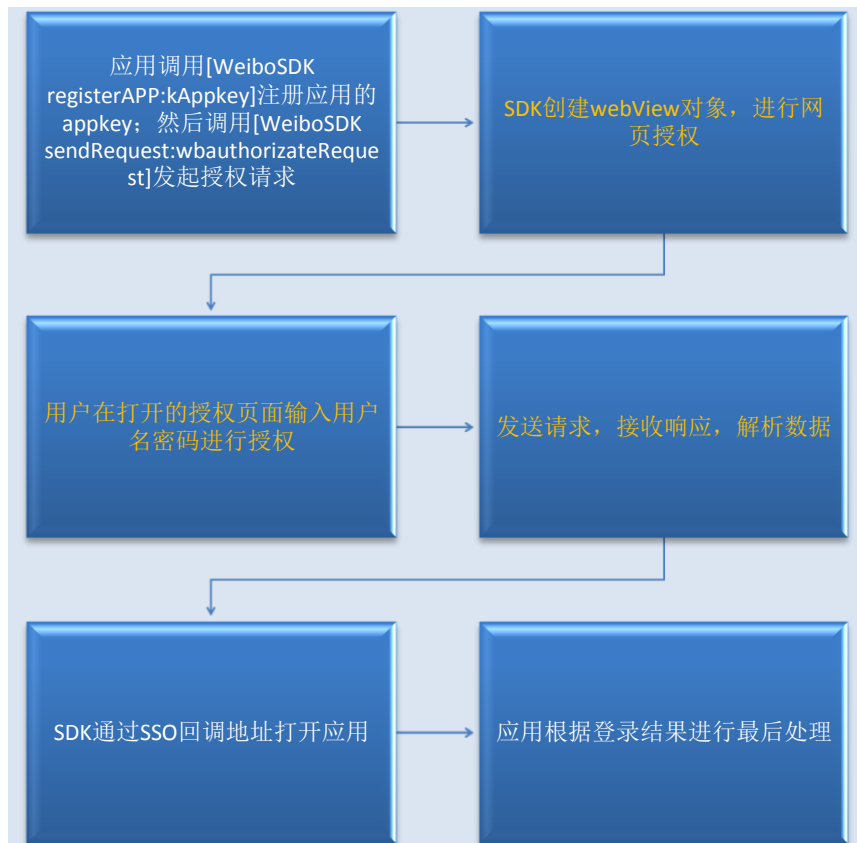 应用调用[WeiboSDK
registerAPP:kAppkey]注册应用的
appkey；然后调用[WeiboSDK
sendRequest:wbauthorizateReque
st]发起授权请求
SDK创建webView对象，进行网
页授权
用户在打开的授权页面输入用户
名密码进行授权
发送请求，接收响应，解析数据
SDK通过SSO回调地址打开应用
应用根据登录结果进行最后处理